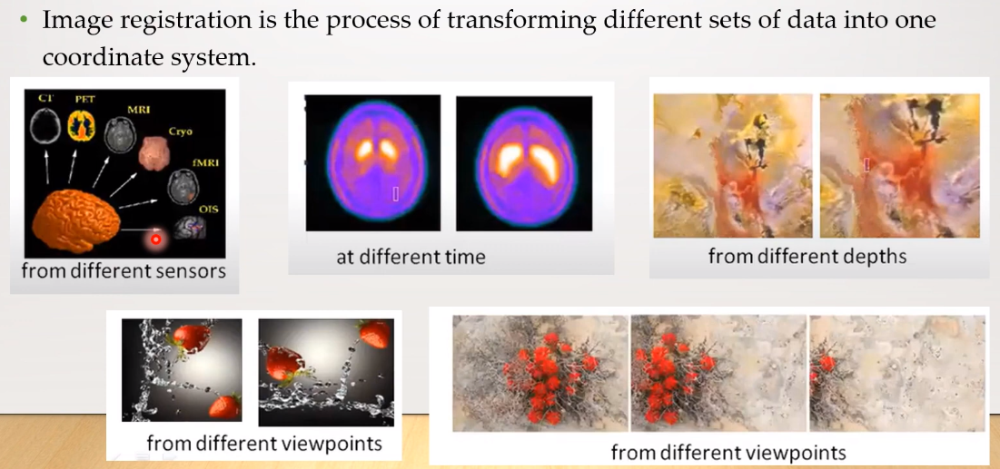 • Image registration is the process of transforming different sets of data into one
coordinate system.
CT
PET
MRI
Cryo
fMRI
OIS
from different sensors
at different time
from different depths
from different viewpoints
from different viewpoints